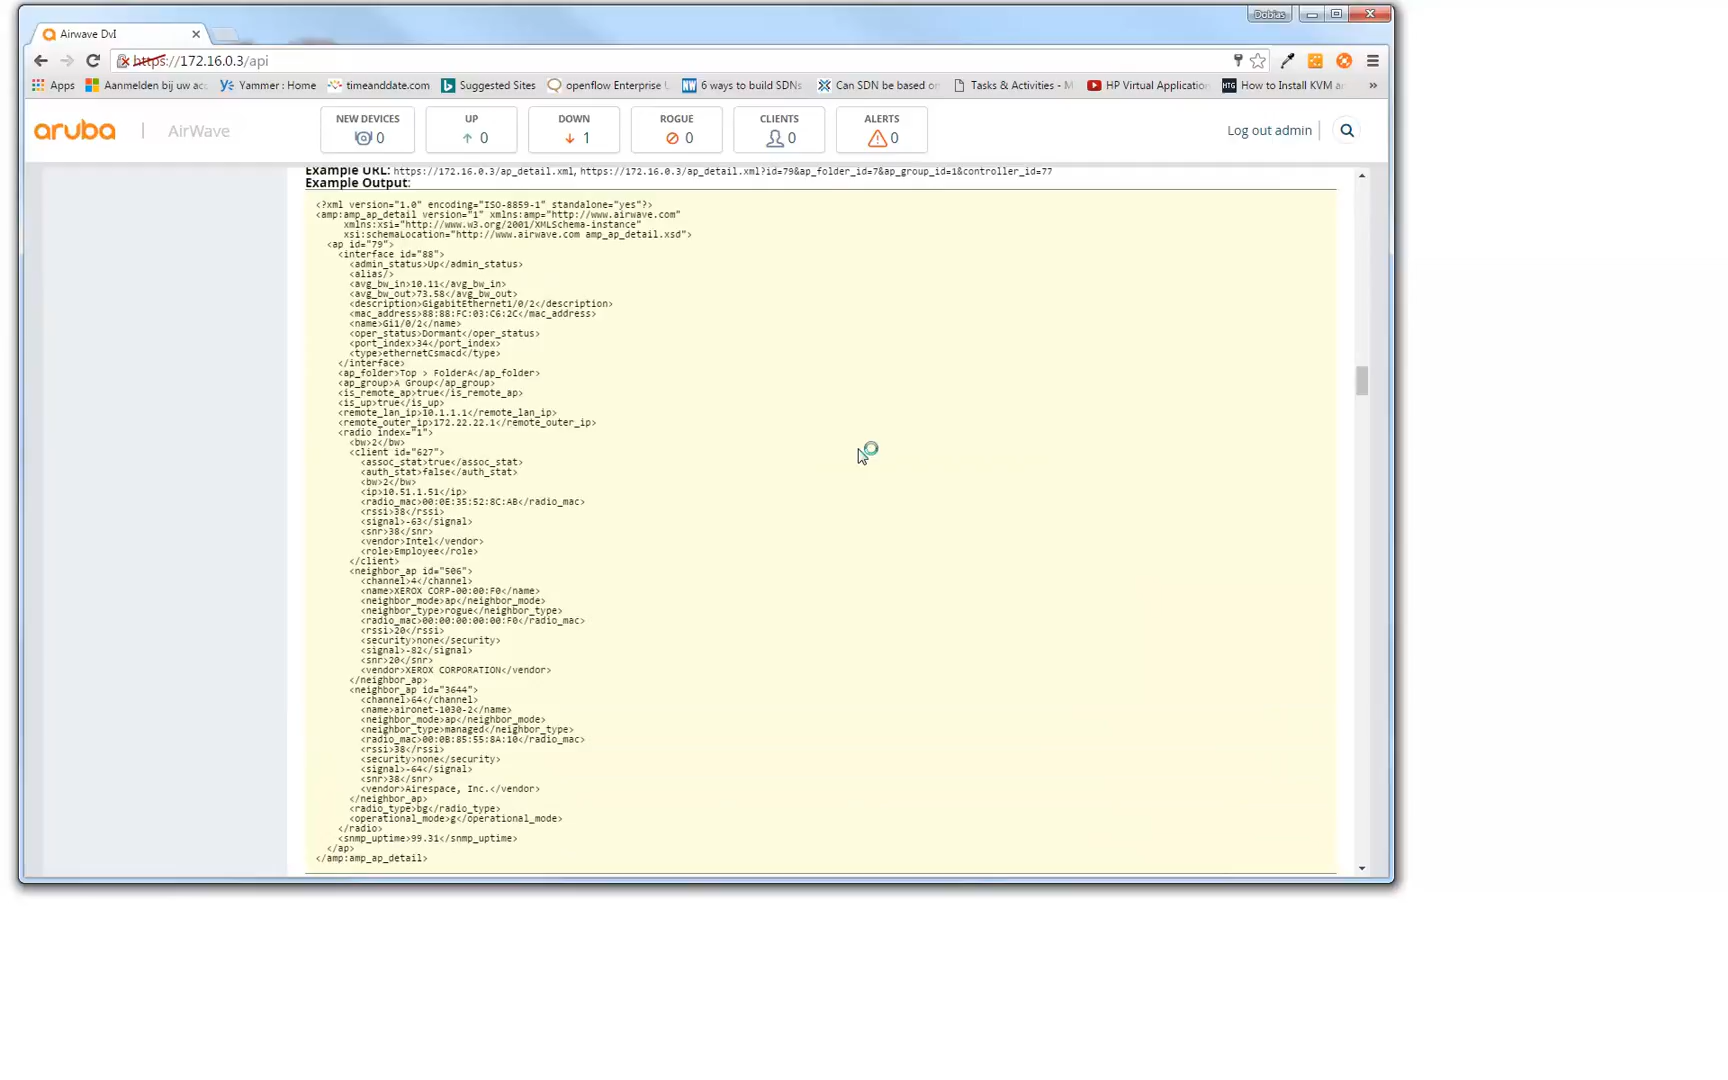 Dobias
Airwave Dvl
https://172.16.0.3/api
Apps Aanmelden bij uw ac Yammer : Home timeanddate.com Suggested Sites openflow Enterprise 6 ways to build SDNs Can SDN be based on Tasks & Activities - M HP Virtual Application How to Install KVM a »
aruba | AirWave
NEW DEVICES UP DOWN ROGUE CLIENTS ALERTS
0 0 1 0 0 0
Log out admin
Example URL: https://172.16.0.3/ap_detail.xml, https://172.16.0.3/ap_detail.xml?id=79&ap_folder_id=7&ap_group_id=1&controller_id=77
Example Output:
<?xml version="1.0" encoding="ISO-8859-1" standalone="yes"?>
<amp:amp_ap_detail version="1" xmlns:amp="http://www.airwave.com"
xmlns:xsi="http://www.w3.org/2001/XMLSchema-instance"
xsi:schemaLocation="http://www.airwave.com amp_ap_detail.xsd">
<ap id="79">
<interface id="88">
<admin_status>Up</admin_status>
<alias/>
<avg_bw_in>10.11</avg_bw_in>
<avg_bw_out>73.58</avg_bw_out>
<description>GigabitEthernet1/0/2</description>
<mac_address>88:88:FC:03:C6:2C</mac_address>
<name>Gi1/0/2</name>
<oper_status>Dormant</oper_status>
<port_index>34</port_index>
<type>ethernetCsmacd</type>
</interface>
<ap_folder>Top > FolderA</ap_folder>
<ap_group>A Group</ap_group>
<is_remote_ap>true</is_remote_ap>
<is_up>true</is_up>
<remote_lan_ip>10.1.1.1</remote_lan_ip>
<remote_outer_ip>172.22.22.1</remote_outer_ip>
<radio index="1">
<bw>2</bw>
<client id="627">
<assoc_stat>true</assoc_stat>
<auth_stat>false</auth_stat>
<bw>2</bw>
<ip>10.51.1.51</ip>
<radio_mac>00:0E:35:52:8C:AB</radio_mac>
<rssi>38</rssi>
<signal>-63</signal>
<snr>38</snr>
<vendor>Intel</vendor>
<role>Employee</role>
</client>
<neighbor_ap id="506">
<channel>4</channel>
<name>XEROX CORP-00:00:F0</name>
<neighbor_mode>ap</neighbor_mode>
<neighbor_type>rogue</neighbor_type>
<radio_mac>00:00:00:00:00:F0</radio_mac>
<rssi>20</rssi>
<security>none</security>
<signal>-82</signal>
<snr>20</snr>
<vendor>XEROX CORPORATION</vendor>
</neighbor_ap>
<neighbor_ap id="3644">
<channel>64</channel>
<name>aironet-1030-2</name>
<neighbor_mode>ap</neighbor_mode>
<neighbor_type>managed</neighbor_type>
<radio_mac>00:0B:85:55:8A:10</radio_mac>
<rssi>38</rssi>
<security>none</security>
<signal>-64</signal>
<snr>38</snr>
<vendor>Airespace, Inc.</vendor>
</neighbor_ap>
<radio_type>bg</radio_type>
<operational_mode>g</operational_mode>
</radio>
<snmp_uptime>99.31</snmp_uptime>
</ap>
</amp:amp_ap_detail>